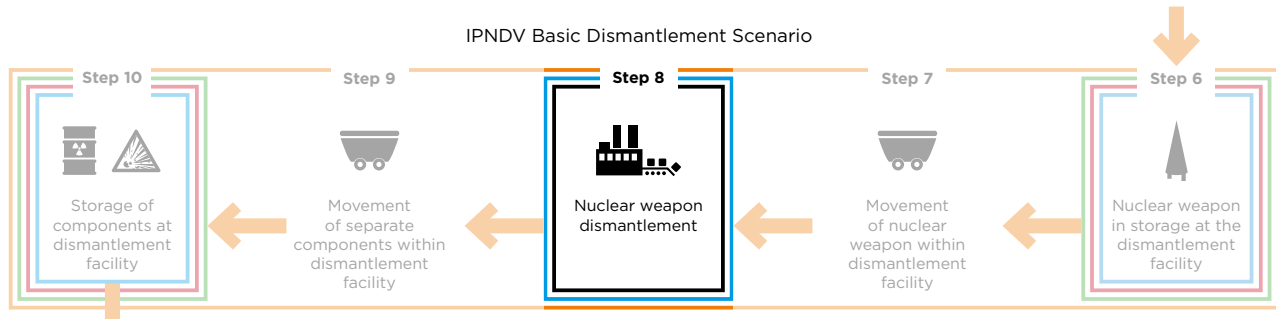 IPNDV Basic Dismantlement Scenario
Step 10
Storage of
components at
dismantlement
facility
Step 9
Movement
of separate
components within
dismantlement
facility
Step 8
Nuclear weapon
dismantlement
Step 7
Movement
of nuclear
weapon within
dismantlement
facility
Step 6
Nuclear weapon
in storage at the
dismantlement
facility